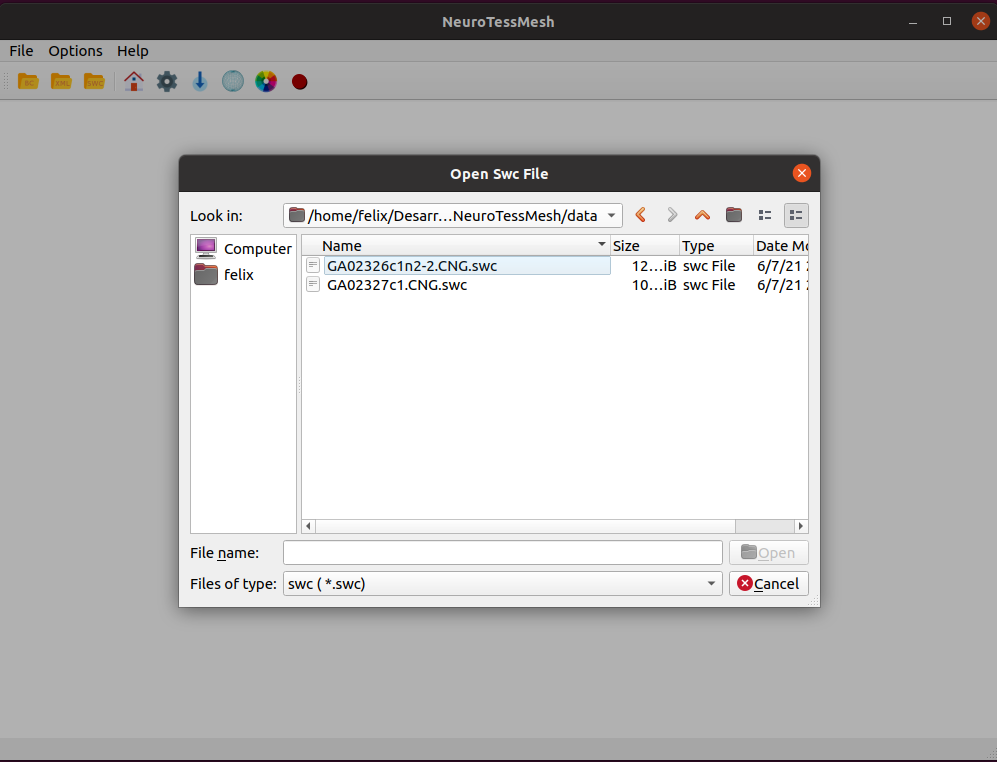 NeuroTessMesh
File Options Help
BC XML SWC
Open Swc File
Look in: /home/felix/Desarr...NeuroTessMesh/data
Computer
felix
Name Size Type Date Mo
GA02326c1n2-2.CNG.swc 12...iB swc File 6/7/21
GA02327c1.CNG.swc 10...iB swc File 6/7/21
File name: Open
Files of type: swc ( *.swc) Cancel